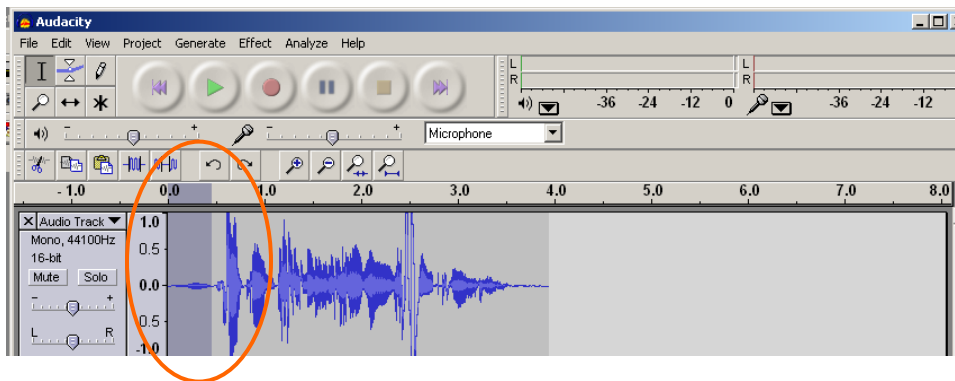 Audacity
File Edit View Project Generate Effect Analyze Help
L
R
-36 -24 -12 0
L
R
-36 -24 -12
- + - + Microphone
- 1.0 0.0 1.0 2.0 3.0 4.0 5.0 6.0 7.0 8.0
Audio Track
Mono, 44100Hz
16-bit
Mute Solo
- +
L R
1.0
0.5
0.0
0.5
-1.0